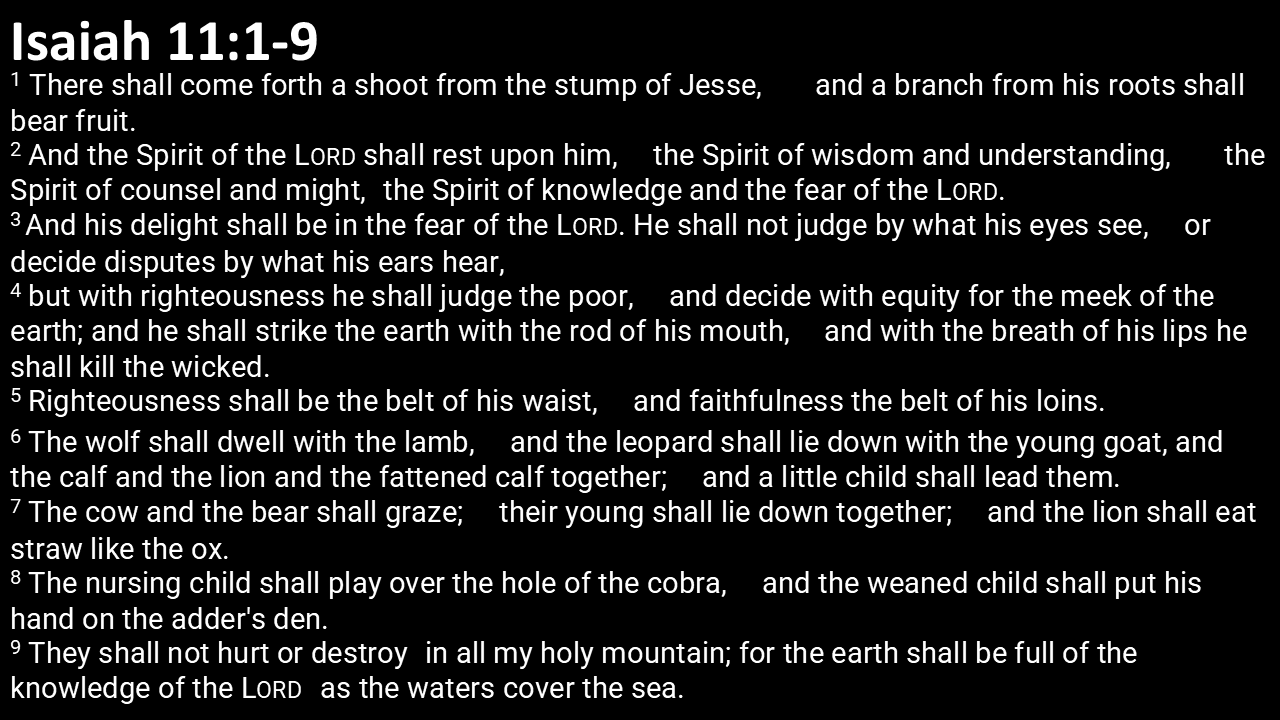 Isaiah 11:1-9
1 There shall come forth a shoot from the stump of Jesse, and a branch from his roots shall
bear fruit.
2 And the Spirit of the LORD shall rest upon him, the Spirit of wisdom and understanding, the
Spirit of counsel and might, the Spirit of knowledge and the fear of the LORD.
3 And his delight shall be in the fear of the LORD. He shall not judge by what his eyes see, or
decide disputes by what his ears hear,
4 but with righteousness he shall judge the poor, and decide with equity for the meek of the
earth; and he shall strike the earth with the rod of his mouth, and with the breath of his lips he
shall kill the wicked.
5 Righteousness shall be the belt of his waist, and faithfulness the belt of his loins.
6 The wolf shall dwell with the lamb, and the leopard shall lie down with the young goat, and
the calf and the lion and the fattened calf together; and a little child shall lead them.
7 The cow and the bear shall graze; their young shall lie down together; and the lion shall eat
straw like the ox.
8 The nursing child shall play over the hole of the cobra, and the weaned child shall put his
hand on the adder's den.
9 They shall not hurt or destroy in all my holy mountain; for the earth shall be full of the
knowledge of the LORD as the waters cover the sea.